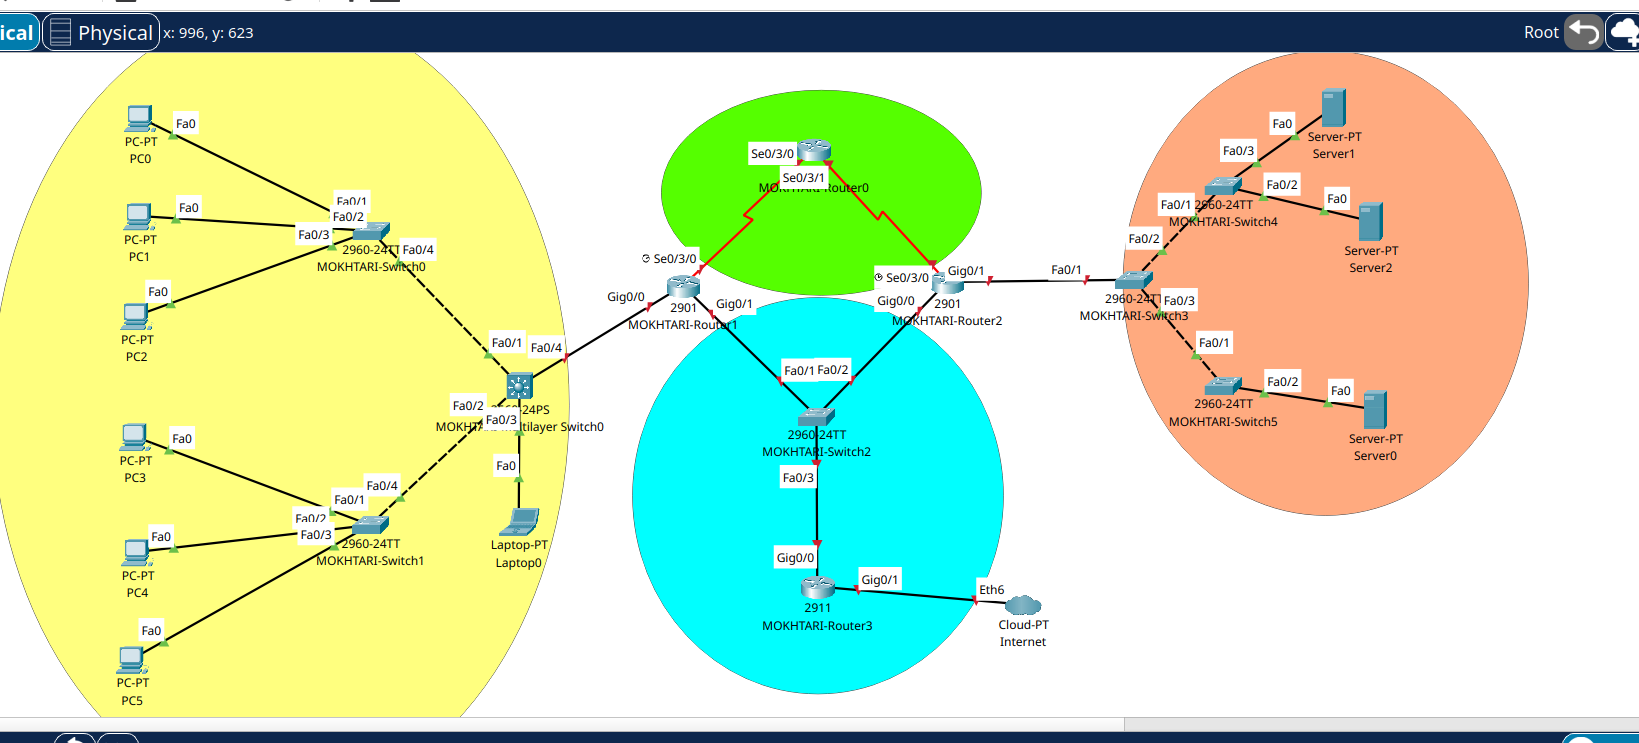 ical
Physical
x: 996, y: 623
Root
Fa0
PC-PT
PC0
Fa0
PC-PT
PC1
Fa0
PC-PT
PC2
Fa0/1
Fa0/2
Fa0/3
Fa0/4
2960-24TT
MOKHTARI-Switch0
Fa0/1
Fa0/4
Fa0/2
Fa0/3
24PS
MOKHTARI-Multilayer Switch0
Fa0
Laptop-PT
Laptop0
Fa0
PC-PT
PC3
Fa0
PC-PT
PC4
Fa0
PC-PT
PC5
Fa0/4
Fa0/1
Fa0/2
Fa0/3
2960-24TT
MOKHTARI-Switch1
Se0/3/0
Se0/3/1
MOKHTARI-Router0
Se0/3/0
Gig0/0
Gig0/1
2901
MOKHTARI-Router1
Se0/3/0
Gig0/1
Gig0/0
2901
MOKHTARI-Router2
Fa0/1
Fa0/1
Fa0/2
2960-24TT
MOKHTARI-Switch2
Fa0/3
Gig0/0
Gig0/1
2911
MOKHTARI-Router3
Eth6
Cloud-PT
Internet
Fa0/2
Fa0/3
2960-24TT
MOKHTARI-Switch3
Fa0
Server-PT
Server1
Fa0/3
Fa0/2
Fa0/1
2960-24TT
MOKHTARI-Switch4
Fa0
Server-PT
Server2
Fa0/1
Fa0/2
2960-24TT
MOKHTARI-Switch5
Fa0
Server-PT
Server0